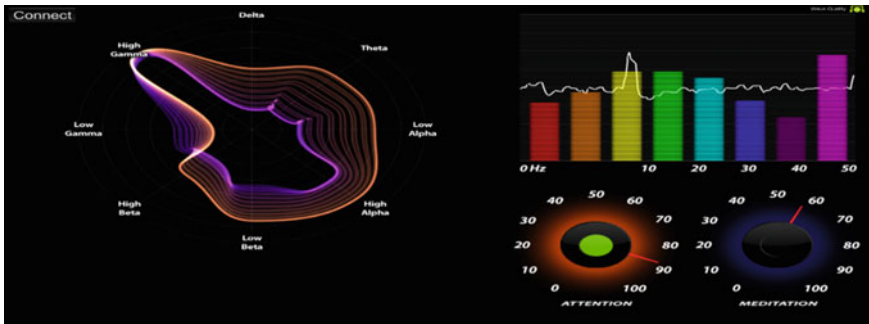 Connect
Delta
Theta
Low
Alpha
High
Alpha
Low
Beta
High
Beta
Low
Gamma
High
Gamma
Signal Quality
0 Hz 10 20 30 40 50
0 10 20 30 40 50 60 70 80 90 100
ATTENTION
0 10 20 30 40 50 60 70 80 90 100
MEDITATION